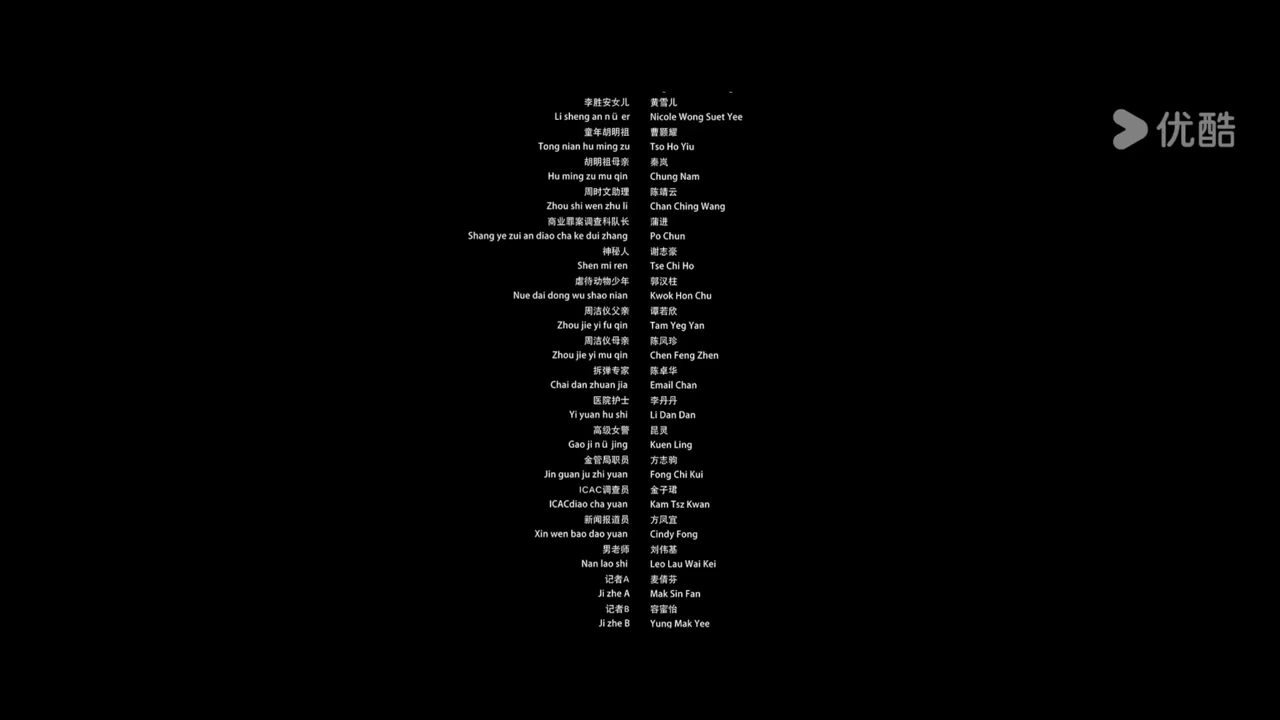 李胜安女儿 黄雪儿
Li sheng an n ü er Nicole Wong Suet Yee
童年胡明祖 曹颢耀
Tong nian hu ming zu Tso Ho Yiu
胡明祖母亲 秦岚
Hu ming zu mu qin Chung Nam
周时文助理 陈靖云
Zhou shi wen zhu li Chan Ching Wang
商业罪案调查科队长 蒲进
Shang ye zui an diao cha ke dui zhang Po Chun
神秘人 谢志豪
Shen mi ren Tse Chi Ho
虐待动物少年 郭汉柱
Nue dai dong wu shao nian Kwok Hon Chu
周洁仪父亲 谭若欣
Zhou jie yi fu qin Tam Yeg Yan
周洁仪母亲 陈凤珍
Zhou jie yi mu qin Chen Feng Zhen
拆弹专家 陈卓华
Chai dan zhuan jia Email Chan
医院护士 李丹丹
Yi yuan hu shi Li Dan Dan
高级女警 昆灵
Gao ji n ü jing Kuen Ling
金管局职员 方志驹
Jin guan ju zhi yuan Fong Chi Kui
ICAC调查员 金子珺
ICACdiao cha yuan Kam Tsz Kwan
新闻报道员 方凤宜
Xin wen bao dao yuan Cindy Fong
男老师 刘伟基
Nan lao shi Leo Lau Wai Kei
记者A 麦倩芬
Ji zhe A Mak Sin Fan
记者B 容蜜怡
Ji zhe B Yung Mak Yee
优酷